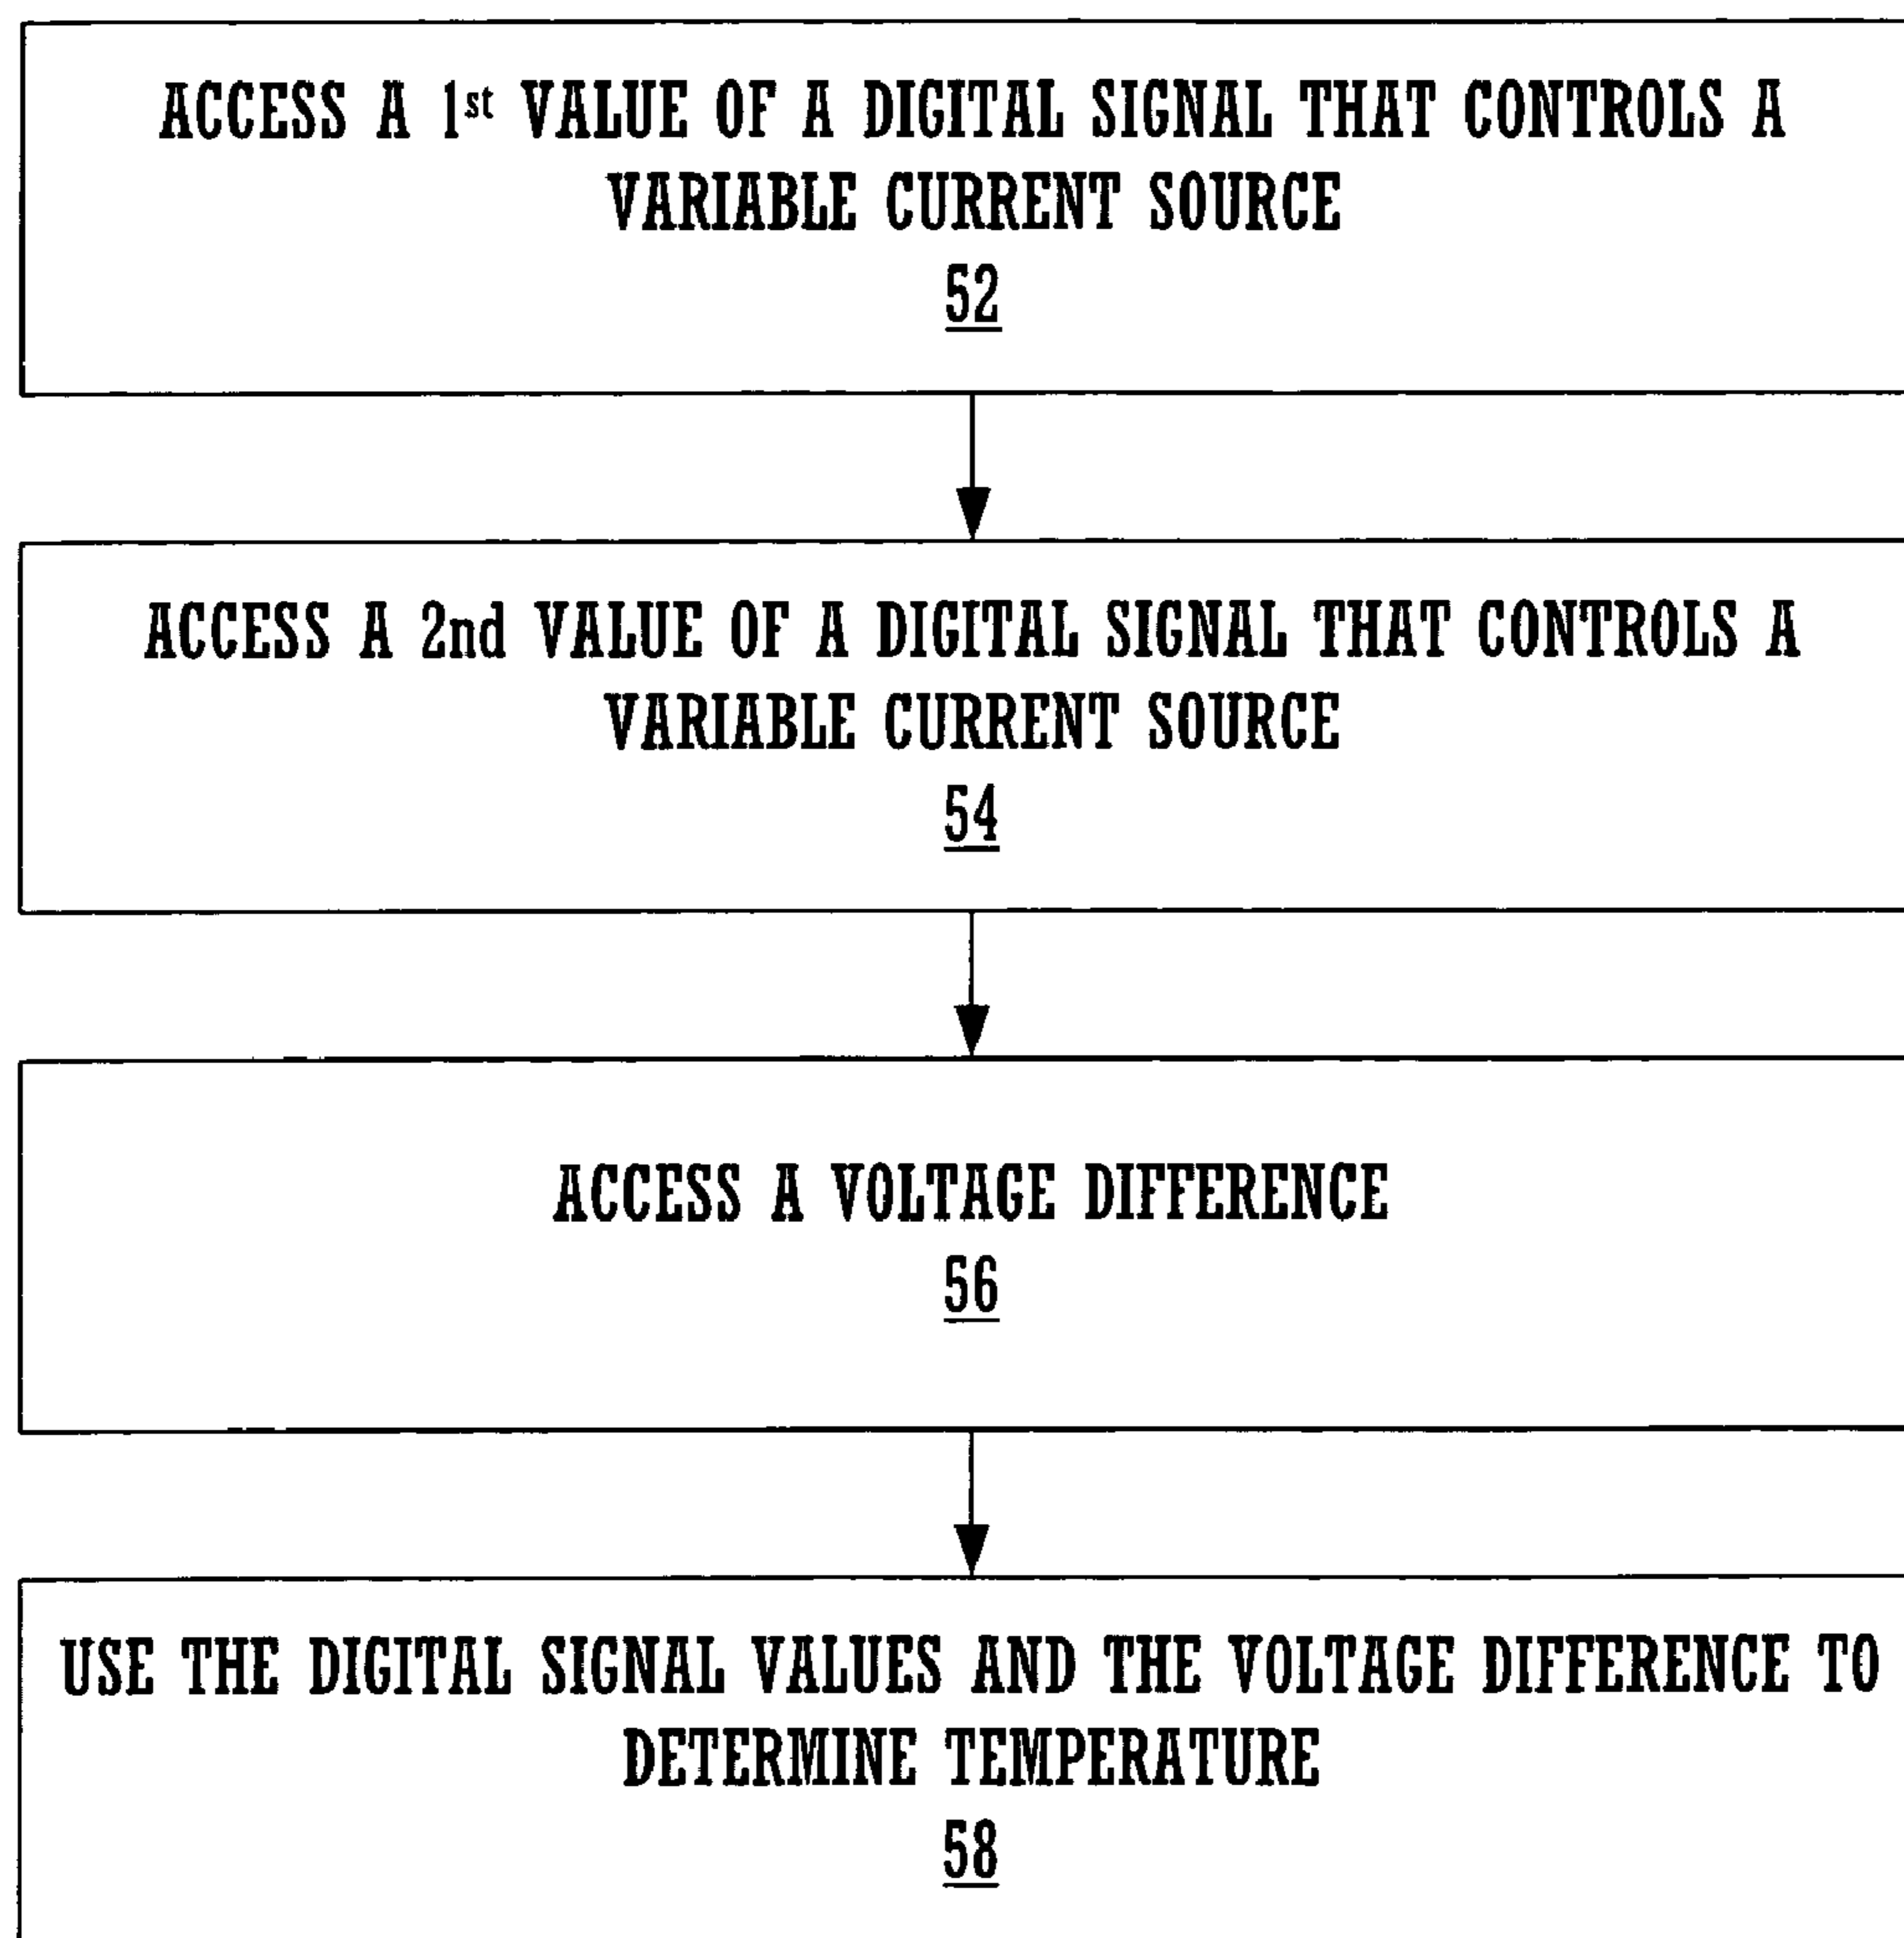 ACCESS A 1st VALUE OF A DIGITAL SIGNAL THAT CONTROLS A
VARIABLE CURRENT SOURCE
52
ACCESS A 2nd VALUE OF A DIGITAL SIGNAL THAT CONTROLS A
VARIABLE CURRENT SOURCE
54
ACCESS A VOLTAGE DIFFERENCE
56
USE THE DIGITAL SIGNAL VALUES AND THE VOLTAGE DIFFERENCE TO
DETERMINE TEMPERATURE
58